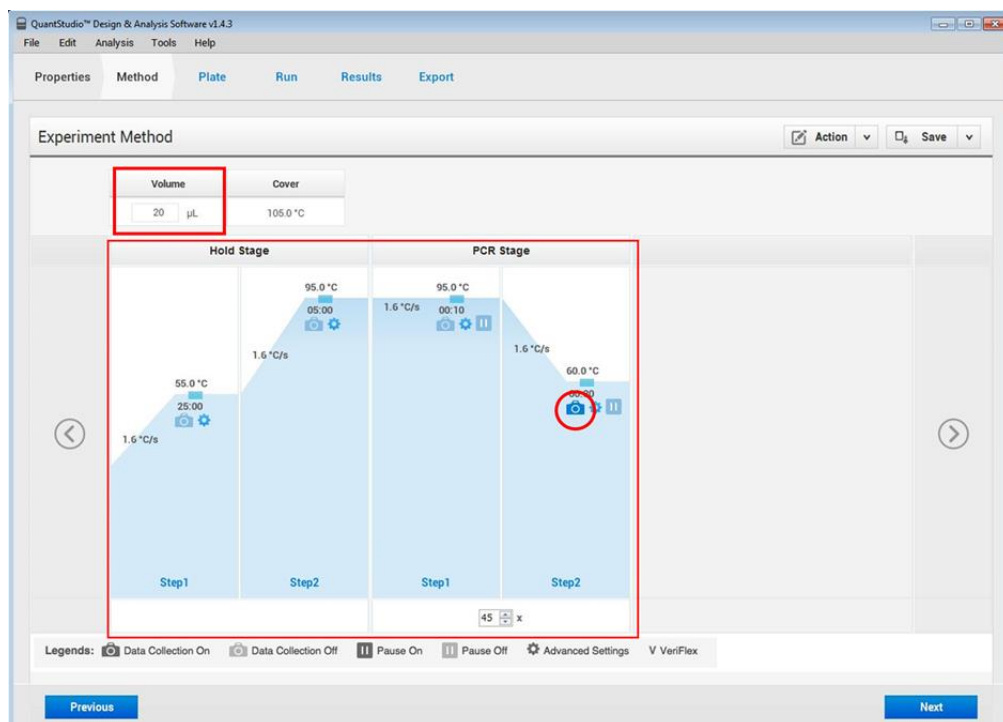 QuantStudio™ Design & Analysis Software v1.4.3
File Edit Analysis Tools Help
Properties Method Plate Run Results Export
Experiment Method
Action Save
Volume Cover
20 µL 105.0 °C
Hold Stage PCR Stage
95.0 °C 95.0 °C
05:00 1.6 °C/s 00:10
1.6 °C/s 1.6 °C/s
60.0 °C
55.0 °C
25:00
1.6 °C/s
Step1 Step2 Step1 Step2
45 x
Legends: Data Collection On Data Collection Off Pause On Pause Off Advanced Settings V VeriFlex
Previous Next